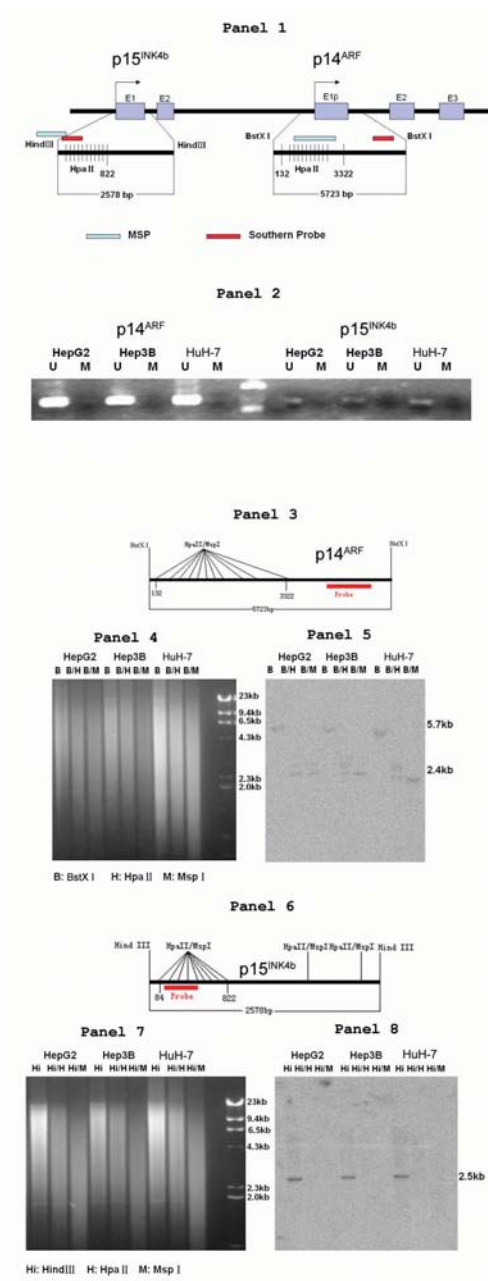 Panel 1
p15INK4b p14ARF
E1 E2 E1β E2 E3
HindIII HindIII BstX I BstX I
Hpa II 822 132 Hpa II 3322
2578 bp 5723 bp
MSP Southern Probe
Panel 2
p14ARF p15INK4b
HepG2 Hep3B HuH-7 HepG2 Hep3B HuH-7
U M U M U M U M U M U M
Panel 3
BstX I HpaII/MspI p14ARF BstX I
132 3322 Probe
5723bp
Panel 4 Panel 5
HepG2 Hep3B HuH-7 HepG2 Hep3B HuH-7
B B/H B/M B B/H B/M B B/H B/M B B/H B/M B B/H B/M B B/H B/M
23kb
9.4kb
6.5kb 5.7kb
4.3kb
2.3kb 2.4kb
2.0kb
B: BstX I H: Hpa II M: Msp I
Panel 6
Hind III HpaII/MspI HpaII/MspI HpaII/MspI Hind III
p15INK4b
84 Probe 822
2578bp
Panel 7 Panel 8
HepG2 Hep3B HuH-7 HepG2 Hep3B HuH-7
Hi Hi/H Hi/M Hi Hi/H Hi/M Hi Hi/H Hi/M Hi Hi/H Hi/M Hi Hi/H Hi/M Hi Hi/H Hi/M
23kb
9.4kb
6.5kb
4.3kb
2.3kb 2.5kb
2.0kb
Hi: HindIII H: Hpa II M: Msp I